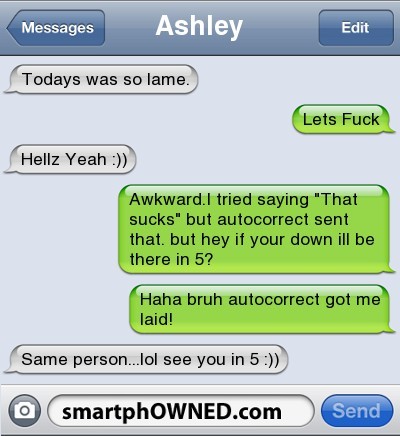 Messages
Ashley
Edit
Todays was so lame.
Lets Fuck
Hellz Yeah :))
Awkward.I tried saying "That
sucks" but autocorrect sent
that. but hey if your down ill be
there in 5?
Haha bruh autocorrect got me
laid!
Same person...lol see you in 5 :))
smartphOWNED.com
Send